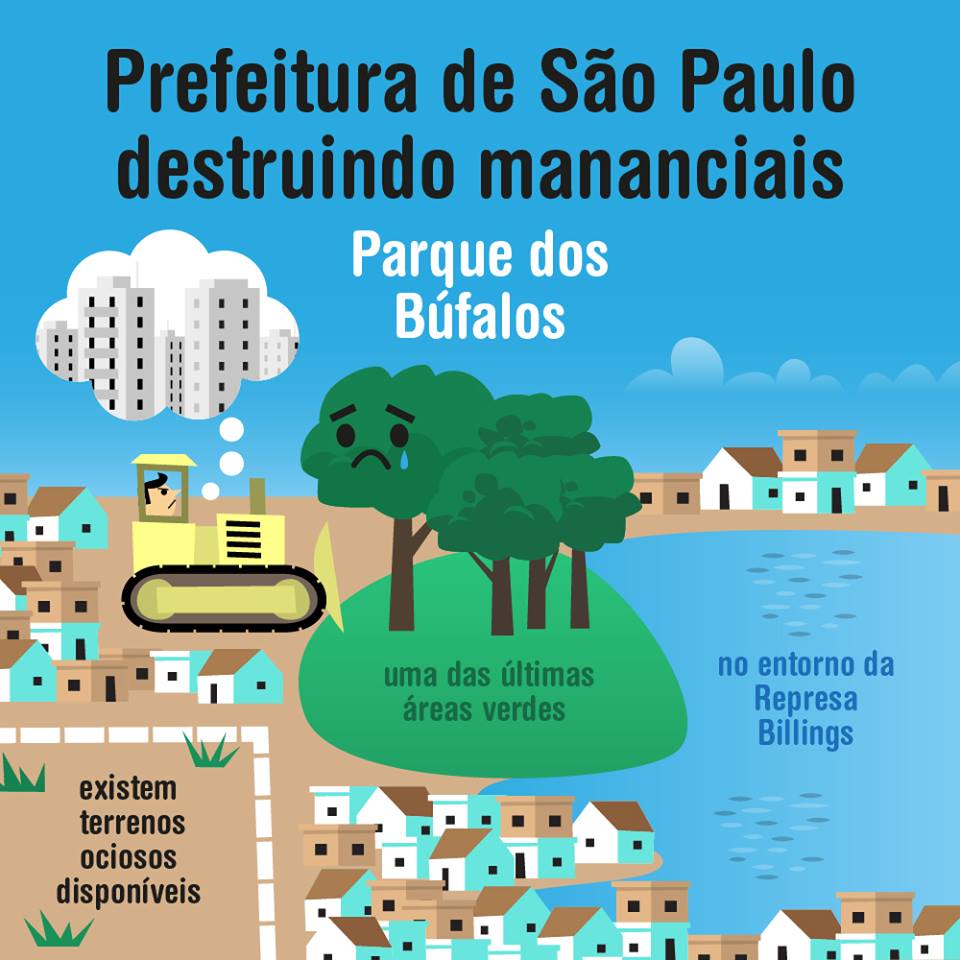 Prefeitura de São Paulo
destruindo mananciais
Parque dos
Búfalos
uma das últimas
áreas verdes
no entorno da
Represa
Billings
existem
terrenos
ociosos
disponíveis